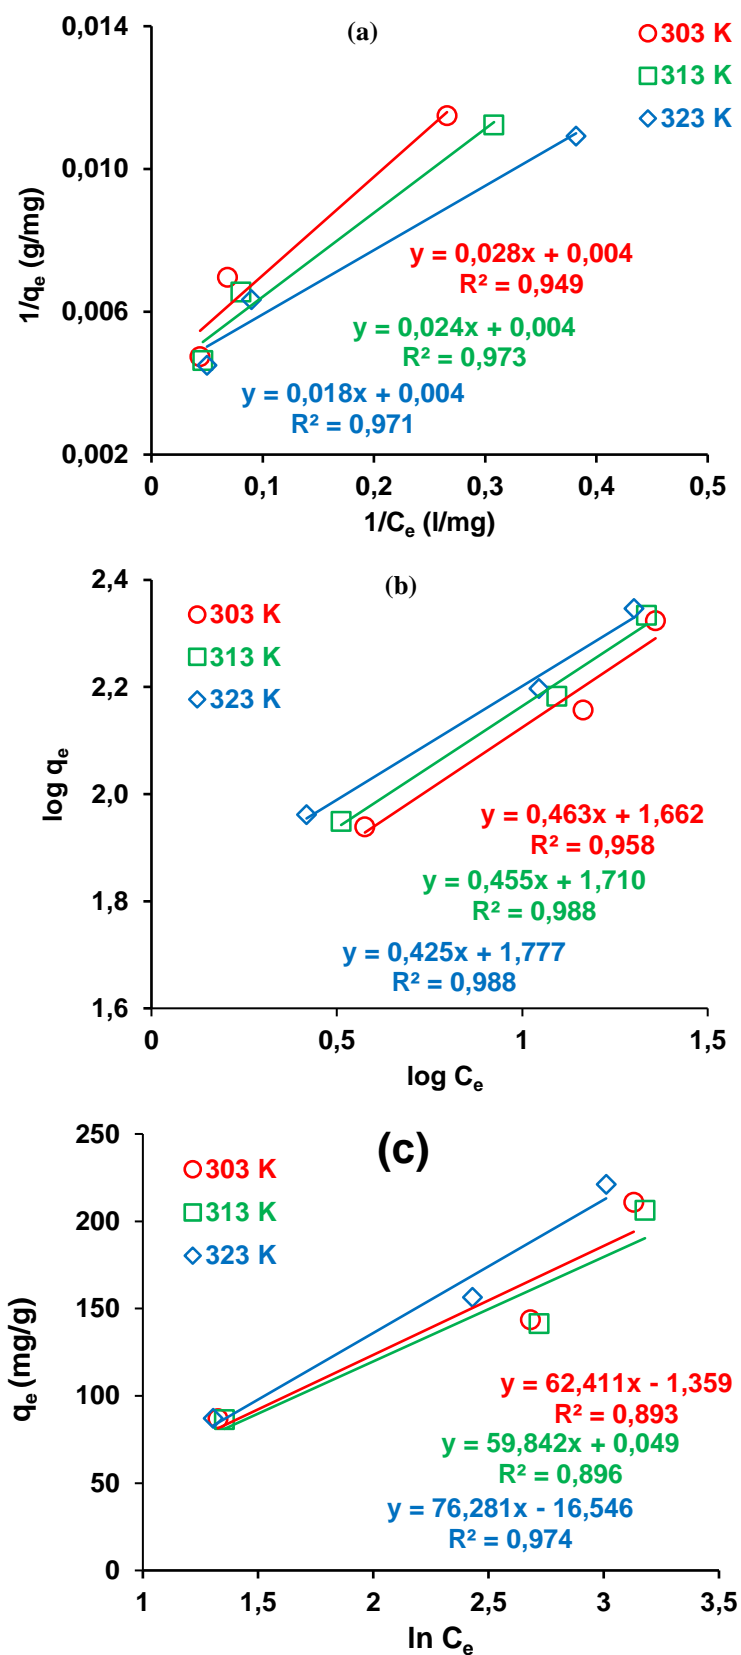 (a)
303 K
313 K
323 K
0,014
0,010
0,006
0,002
1/qe (g/mg)
y = 0,028x + 0,004
R² = 0,949
y = 0,024x + 0,004
R² = 0,973
y = 0,018x + 0,004
R² = 0,971
0 0,1 0,2 0,3 0,4 0,5
1/Ce (l/mg)
(b)
303 K
313 K
323 K
2,4
2,2
2,0
1,8
1,6
log qe
y = 0,463x + 1,662
R² = 0,958
y = 0,455x + 1,710
R² = 0,988
y = 0,425x + 1,777
R² = 0,988
0 0,5 1 1,5
log Ce
(c)
303 K
313 K
323 K
250
200
150
100
50
0
qe (mg/g)
y = 62,411x - 1,359
R² = 0,893
y = 59,842x + 0,049
R² = 0,896
y = 76,281x - 16,546
R² = 0,974
1 1,5 2 2,5 3 3,5
ln Ce